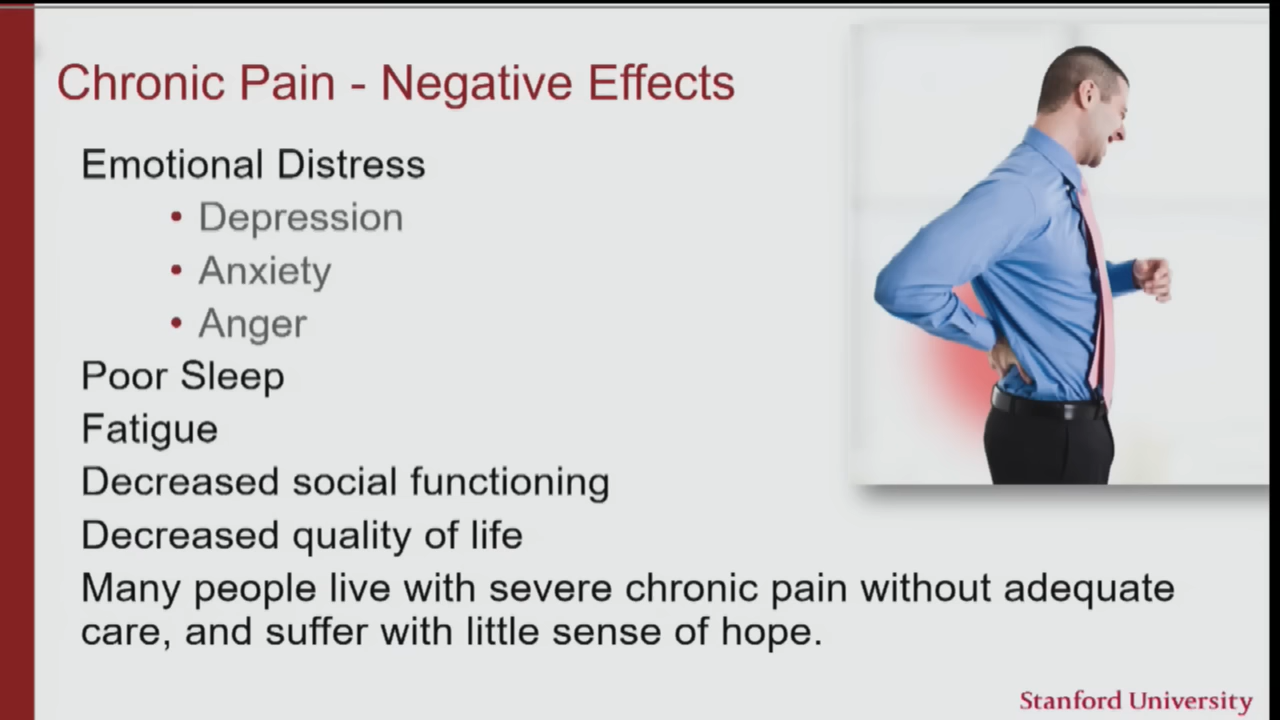 Chronic Pain - Negative Effects
Emotional Distress
• Depression
• Anxiety
• Anger
Poor Sleep
Fatigue
Decreased social functioning
Decreased quality of life
Many people live with severe chronic pain without adequate
care, and suffer with little sense of hope.
Stanford University